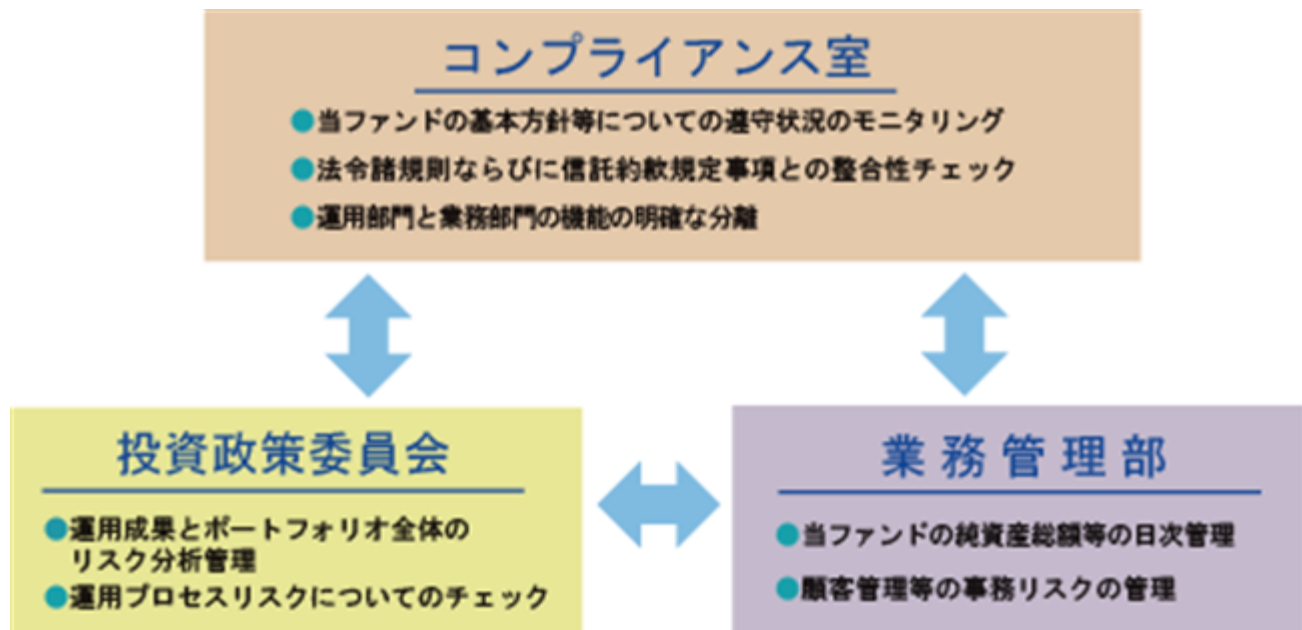 コンプライアンス室
●当ファンドの基本方針等についての遵守状況のモニタリング
●法令諸規則ならびに信託約款規定事項との整合性チェック
●運用部門と業務部門の機能の明確な分離
投資政策委員会
●運用成果とポートフォリオ全体の
リスク分析管理
●運用プロセスリスクについてのチェック
業務管理部
●当ファンドの純資産総額等の日次管理
●顧客管理等の事務リスクの管理